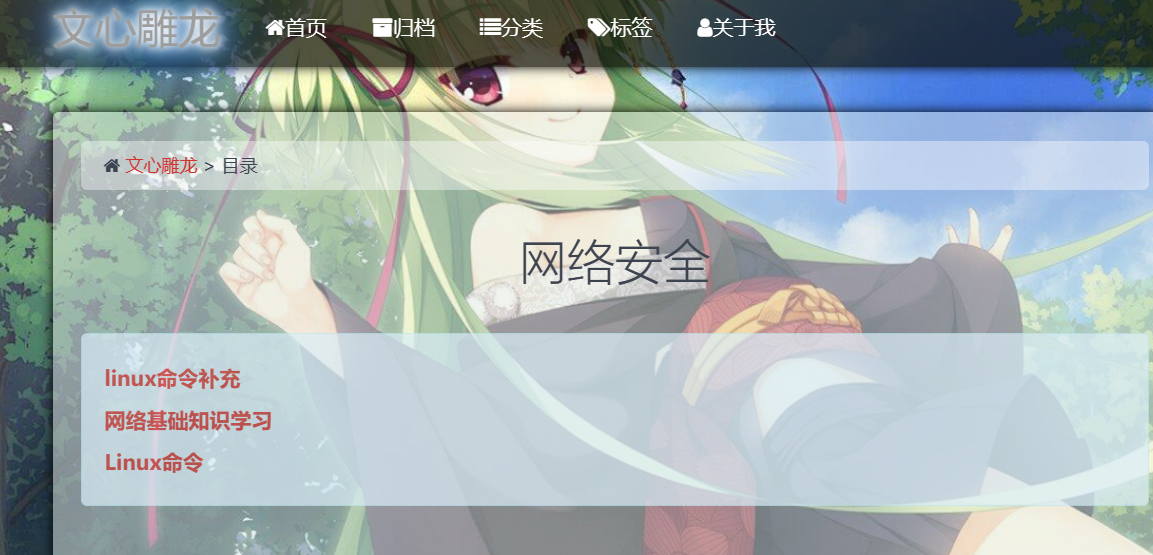 文心雕龙 首页 归档 分类 标签 关于我
文心雕龙 > 目录
网络安全
linux命令补充
网络基础知识学习
Linux命令